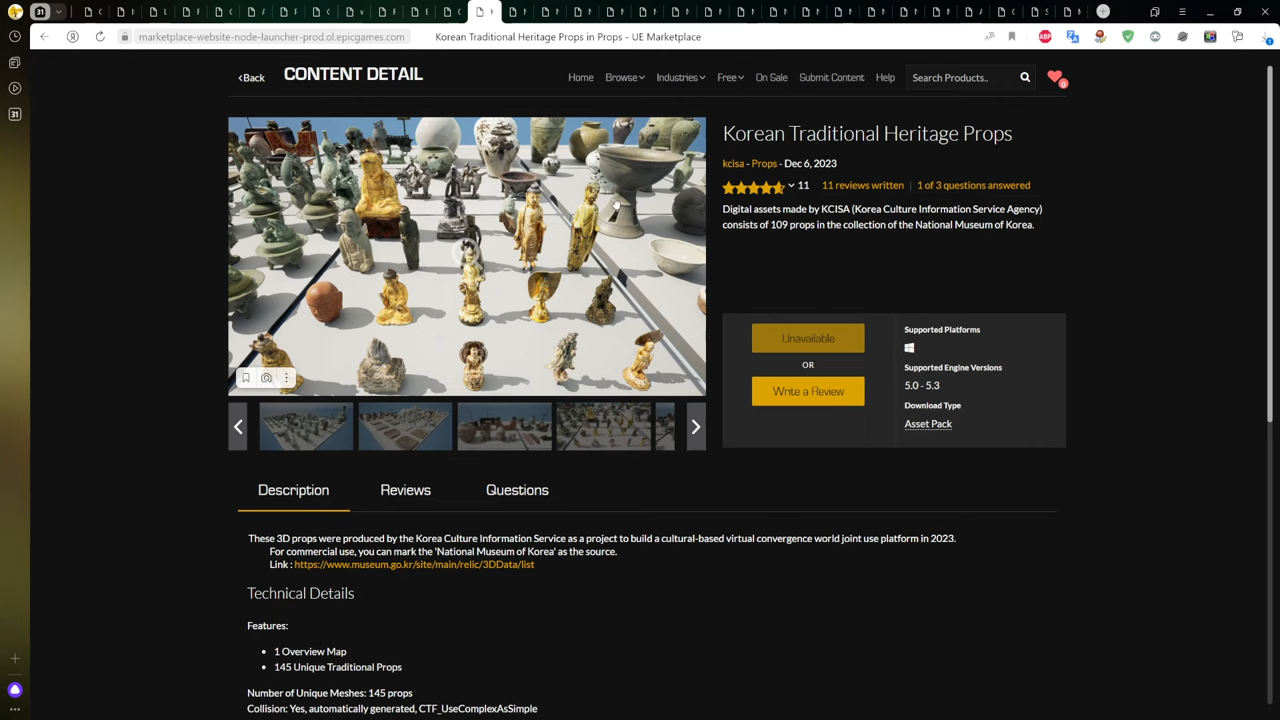 31
marketplace-website-node-launcher-prod.ol.epicgames.com
Korean Traditional Heritage Props in Props - UE Marketplace
ABP
31
‹Back
CONTENT DETAIL
Home
Browse
Industries
Free
On Sale
Submit Content
Help
Search Products..
0
Korean Traditional Heritage Props
kcisa - Props - Dec 6, 2023
11
11 reviews written
1 of 3 questions answered
Digital assets made by KCISA (Korea Culture Information Service Agency)
consists of 109 props in the collection of the National Museum of Korea.
Unavailable
OR
Write a Review
Supported Platforms
Supported Engine Versions
5.0 - 5.3
Download Type
Asset Pack
Description
Reviews
Questions
These 3D props were produced by the Korea Culture Information Service as a project to build a cultural-based virtual convergence world joint use platform in 2023.
For commercial use, you can mark the 'National Museum of Korea' as the source.
Link : https://www.museum.go.kr/site/main/relic/3DData/list
Technical Details
Features:
• 1 Overview Map
• 145 Unique Traditional Props
Number of Unique Meshes: 145 props
Collision: Yes, automatically generated, CTF_UseComplexAsSimple